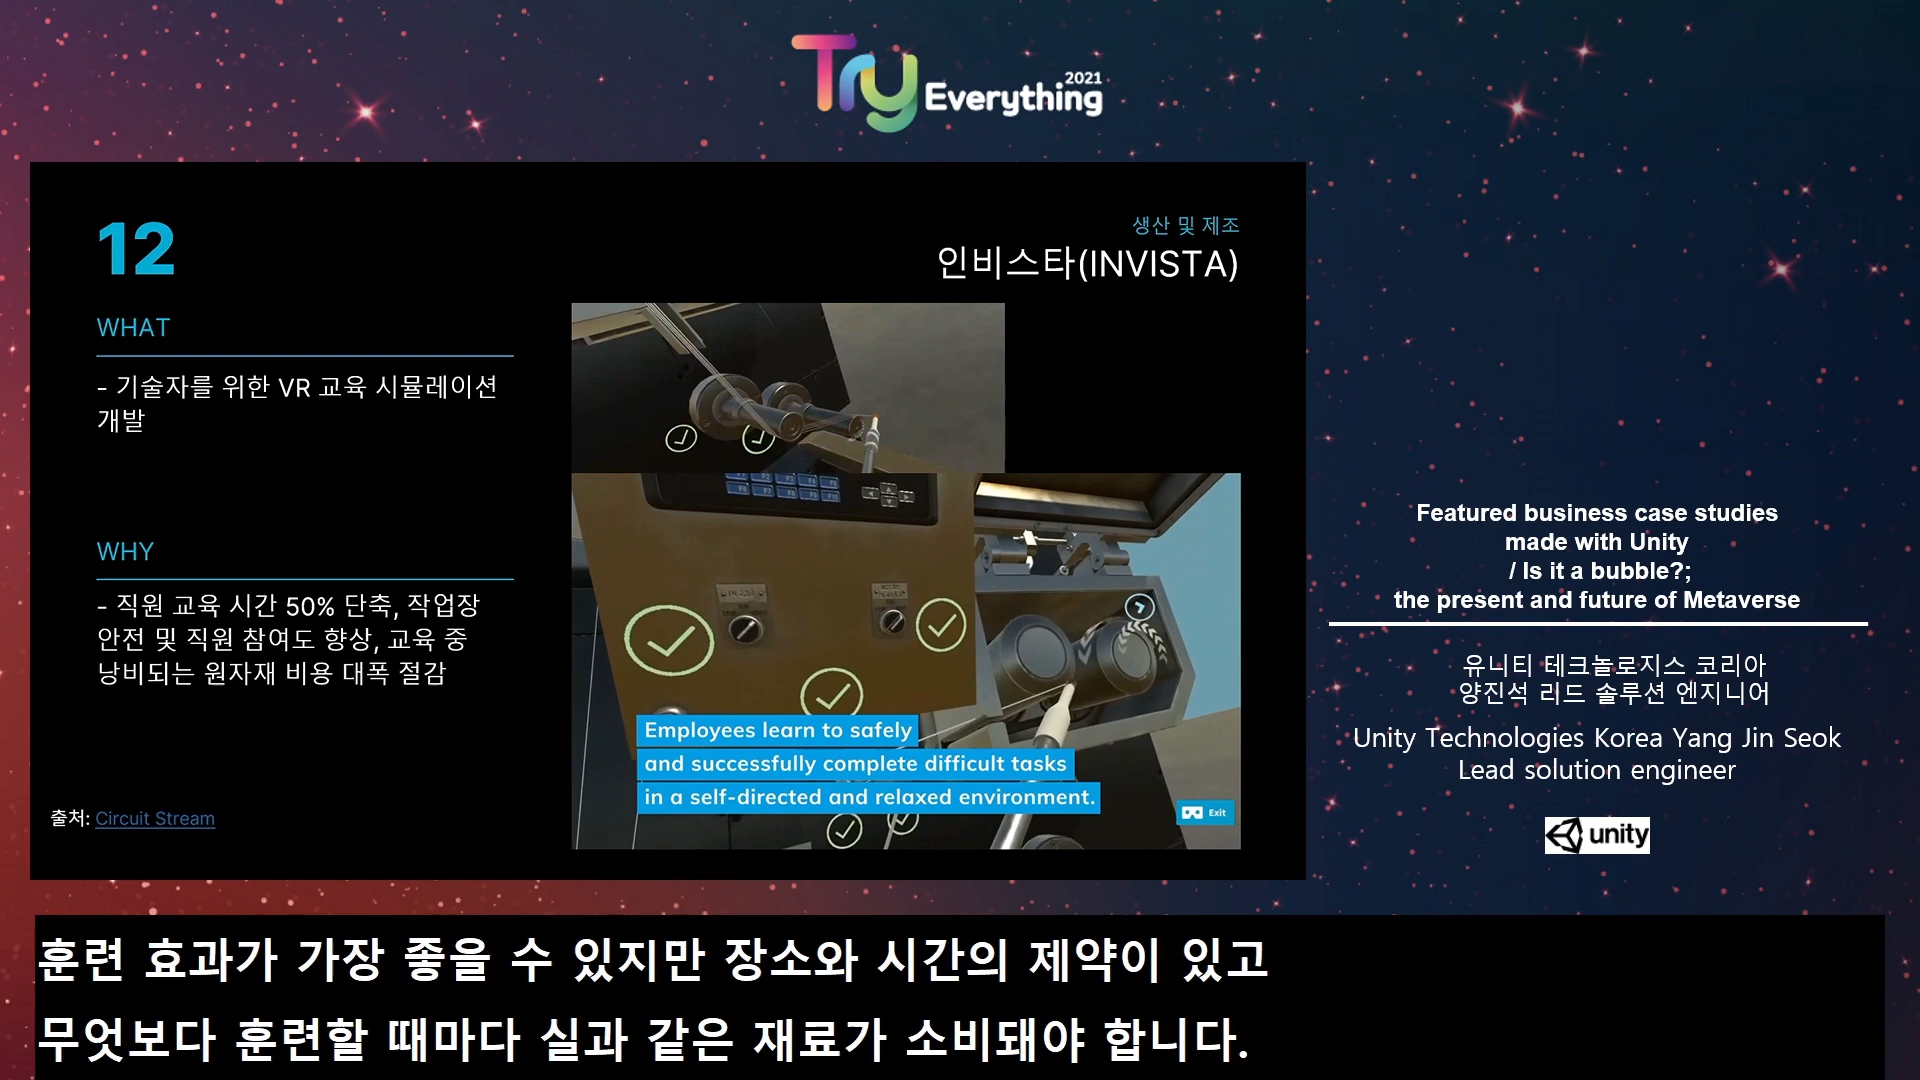 Try Everything 2021
12
생산 및 제조
인비스타(INVISTA)
WHAT
- 기술자를 위한 VR 교육 시뮬레이션
개발
WHY
- 직원 교육 시간 50% 단축, 작업장
안전 및 직원 참여도 향상, 교육 중
낭비되는 원자재 비용 대폭 절감
출처: Circuit Stream
F6 F7 F8 F9 F10
Employees learn to safely
and successfully complete difficult tasks
in a self-directed and relaxed environment.
Exit
Featured business case studies
made with Unity
/ Is it a bubble?;
the present and future of Metaverse
유니티 테크놀로지스 코리아
양진석 리드 솔루션 엔지니어
Unity Technologies Korea Yang Jin Seok
Lead solution engineer
unity
훈련 효과가 가장 좋을 수 있지만 장소와 시간의 제약이 있고
무엇보다 훈련할 때마다 실과 같은 재료가 소비돼야 합니다.